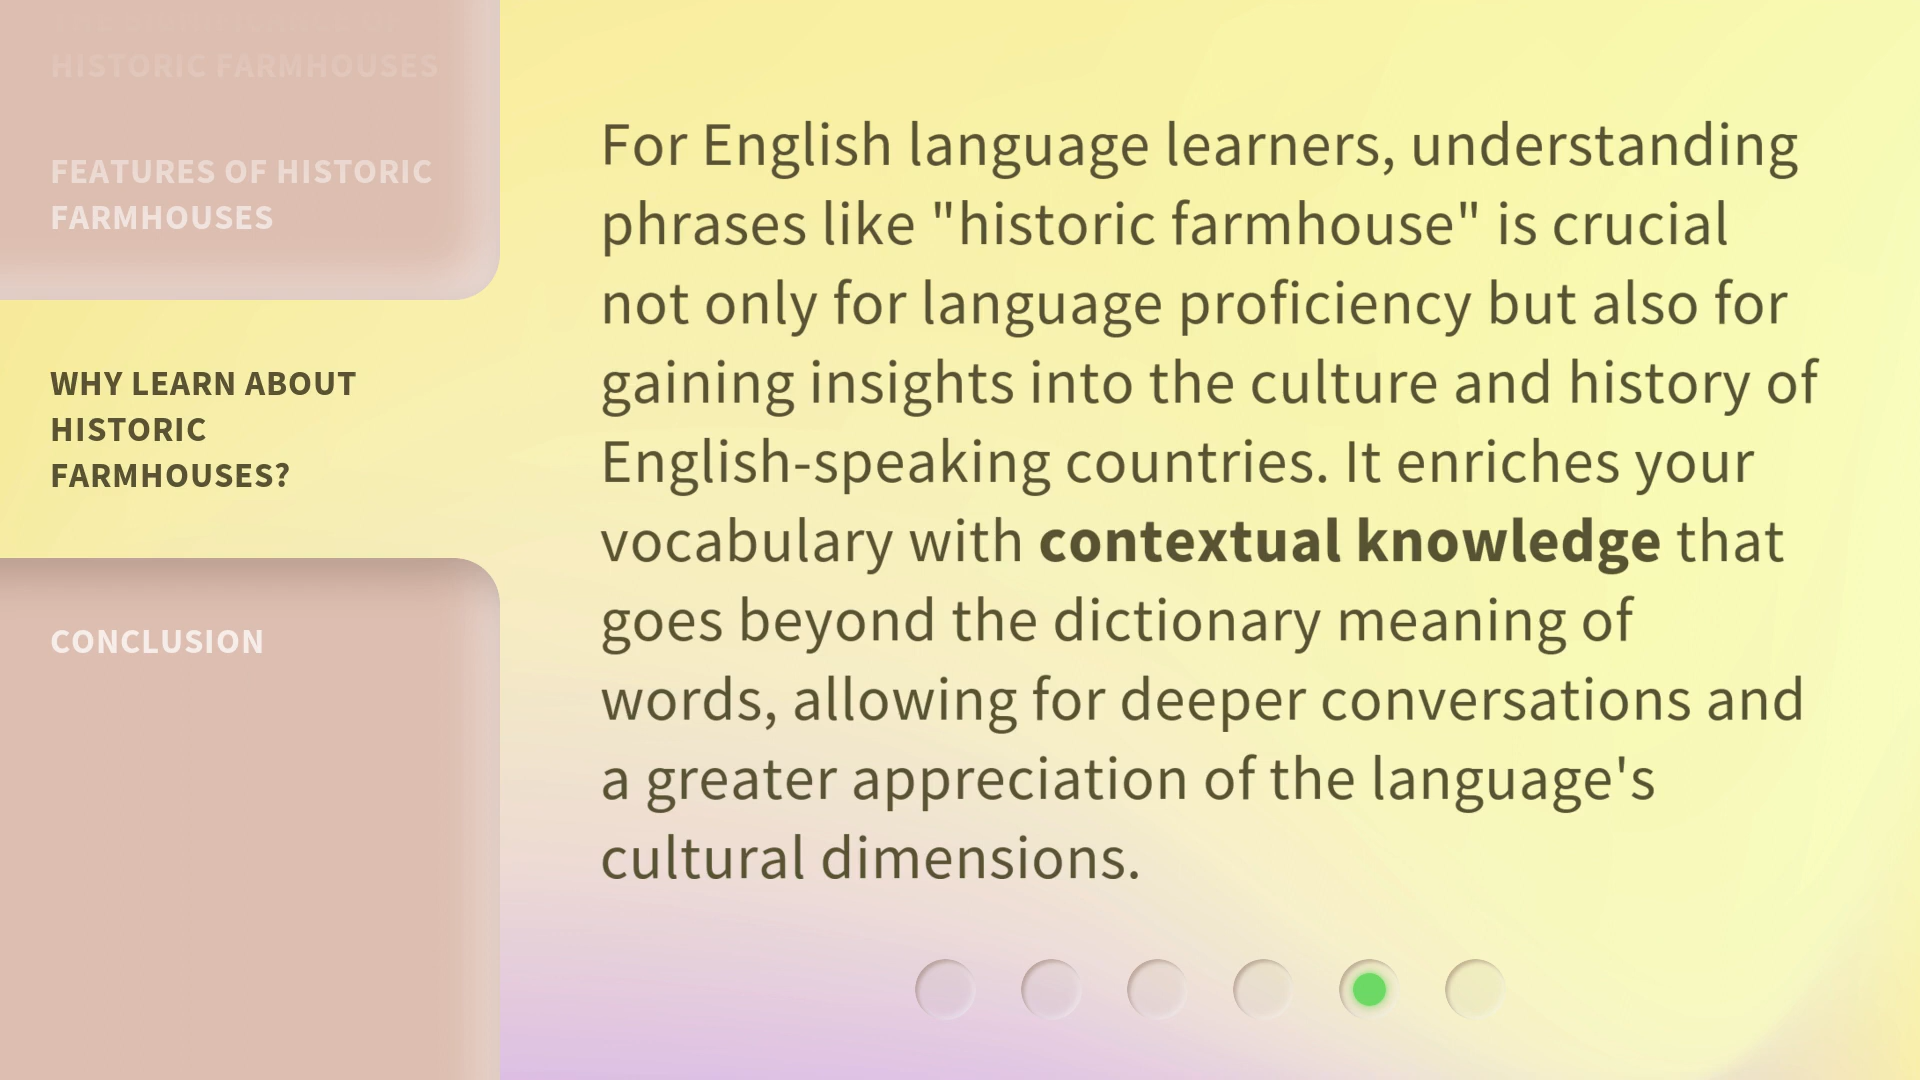 HISTORIC FARMHOUSES
FEATURES OF HISTORIC
FARMHOUSES
WHY LEARN ABOUT
HISTORIC
FARMHOUSES?
CONCLUSION
For English language learners, understanding
phrases like "historic farmhouse" is crucial
not only for language proficiency but also for
gaining insights into the culture and history of
English-speaking countries. It enriches your
vocabulary with contextual knowledge that
goes beyond the dictionary meaning of
words, allowing for deeper conversations and
a greater appreciation of the language's
cultural dimensions.